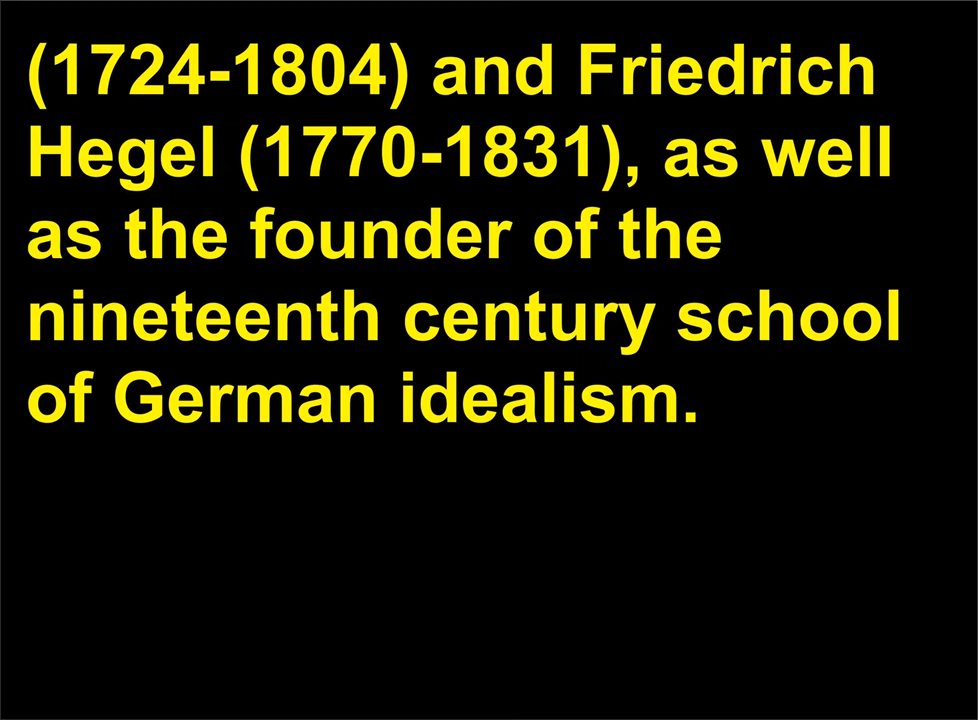 (1724-1804) and Friedrich
Hegel (1770-1831), as well
as the founder of the
nineteenth century school
of German idealism.